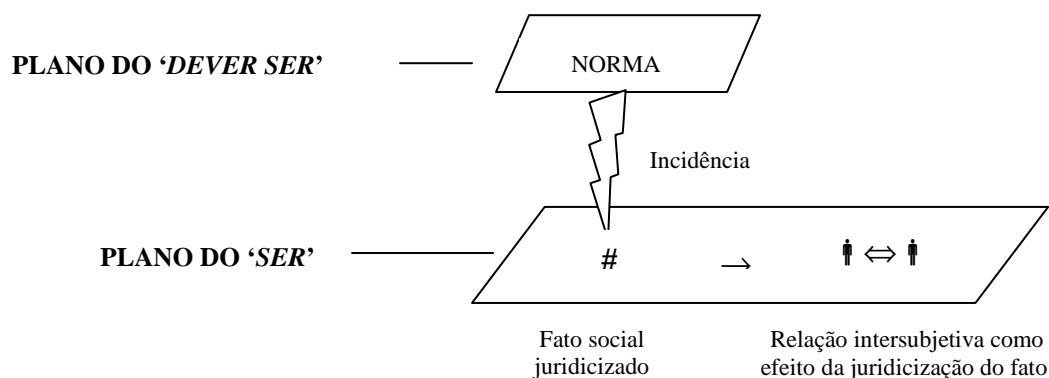 PLANO DO ‘DEVER SER’
NORMA
Incidência
PLANO DO ‘SER’
# → ⇔
Fato social
juridicizado
Relação intersubjetiva como
efeito da juridicização do fato